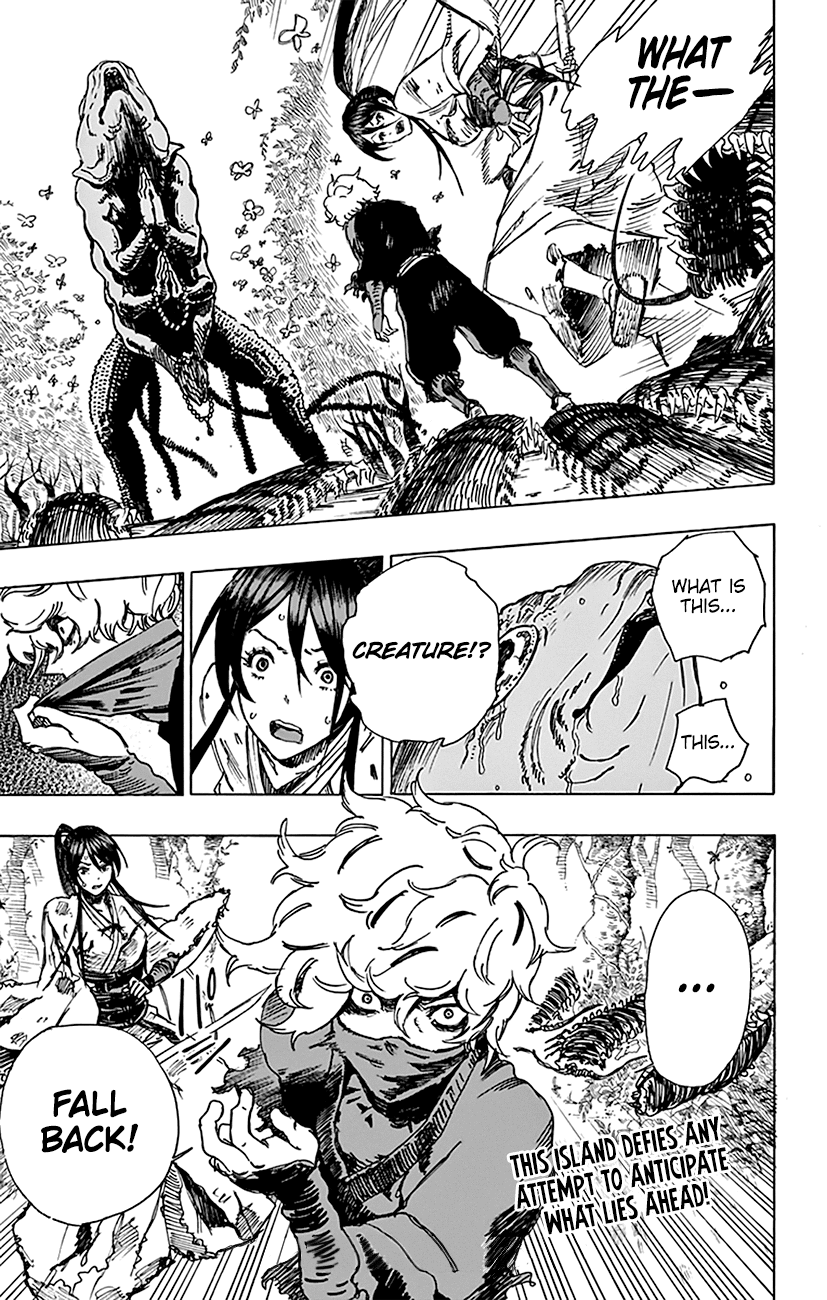 WHAT
THE—
WHAT IS
THIS...
THIS...
CREATURE!?
...
THIS ISLAND DEFIES ANY
ATTEMPT TO ANTICIPATE
WHAT LIES AHEAD!
FALL
BACK!